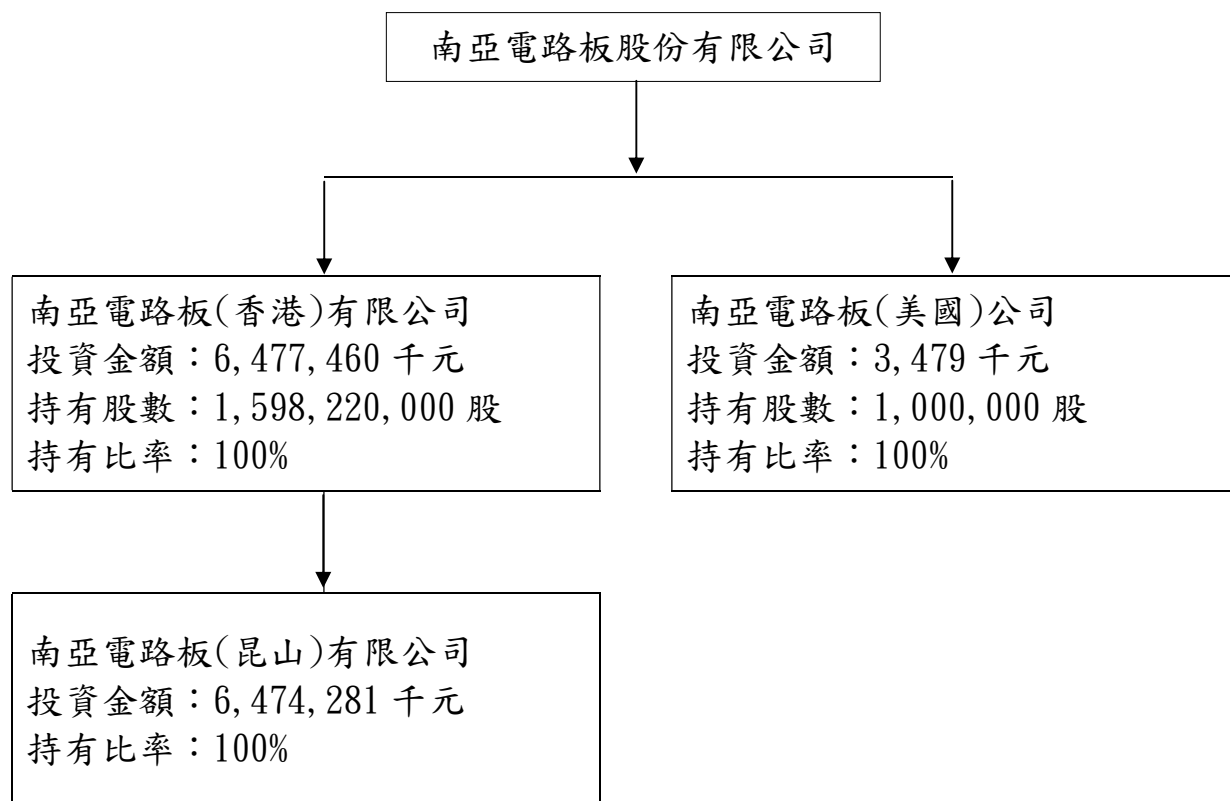 南亞電路板股份有限公司
南亞電路板(香港)有限公司
投資金額：6,477,460 千元
持有股數：1,598,220,000 股
持有比率：100%
南亞電路板(美國)公司
投資金額：3,479 千元
持有股數：1,000,000 股
持有比率：100%
南亞電路板(昆山)有限公司
投資金額：6,474,281 千元
持有比率：100%